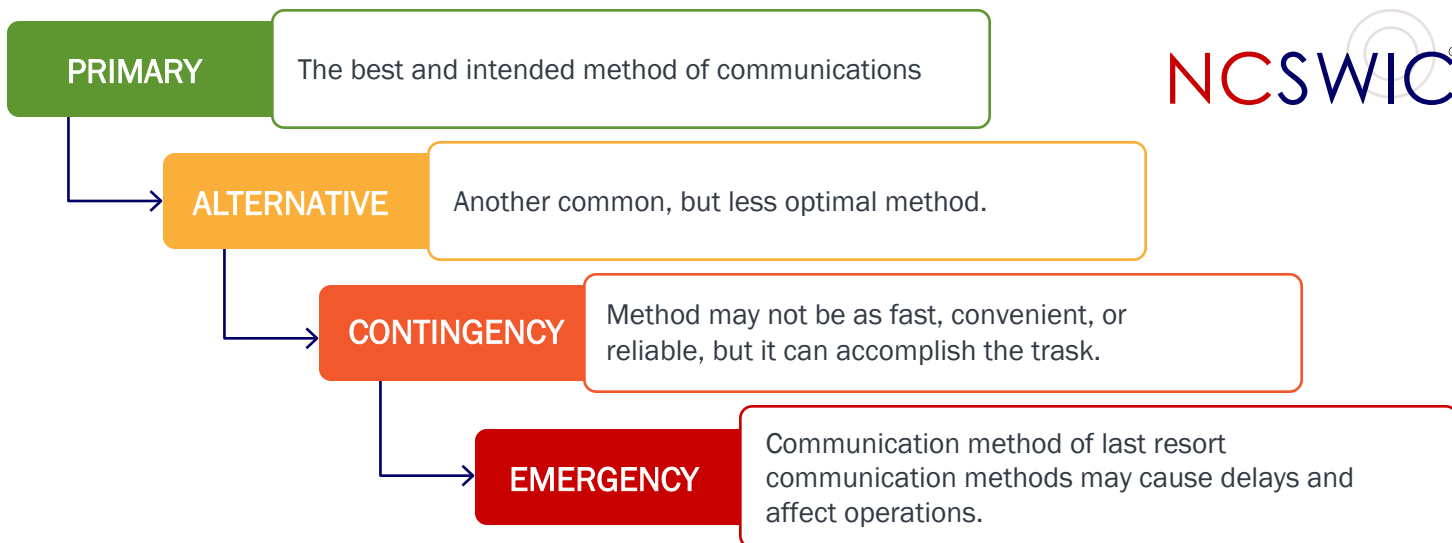 PRIMARY
The best and intended method of communications
NCSWIC
ALTERNATIVE
Another common, but less optimal method.
CONTINGENCY
Method may not be as fast, convenient, or
reliable, but it can accomplish the trask.
EMERGENCY
Communication method of last resort
communication methods may cause delays and
affect operations.